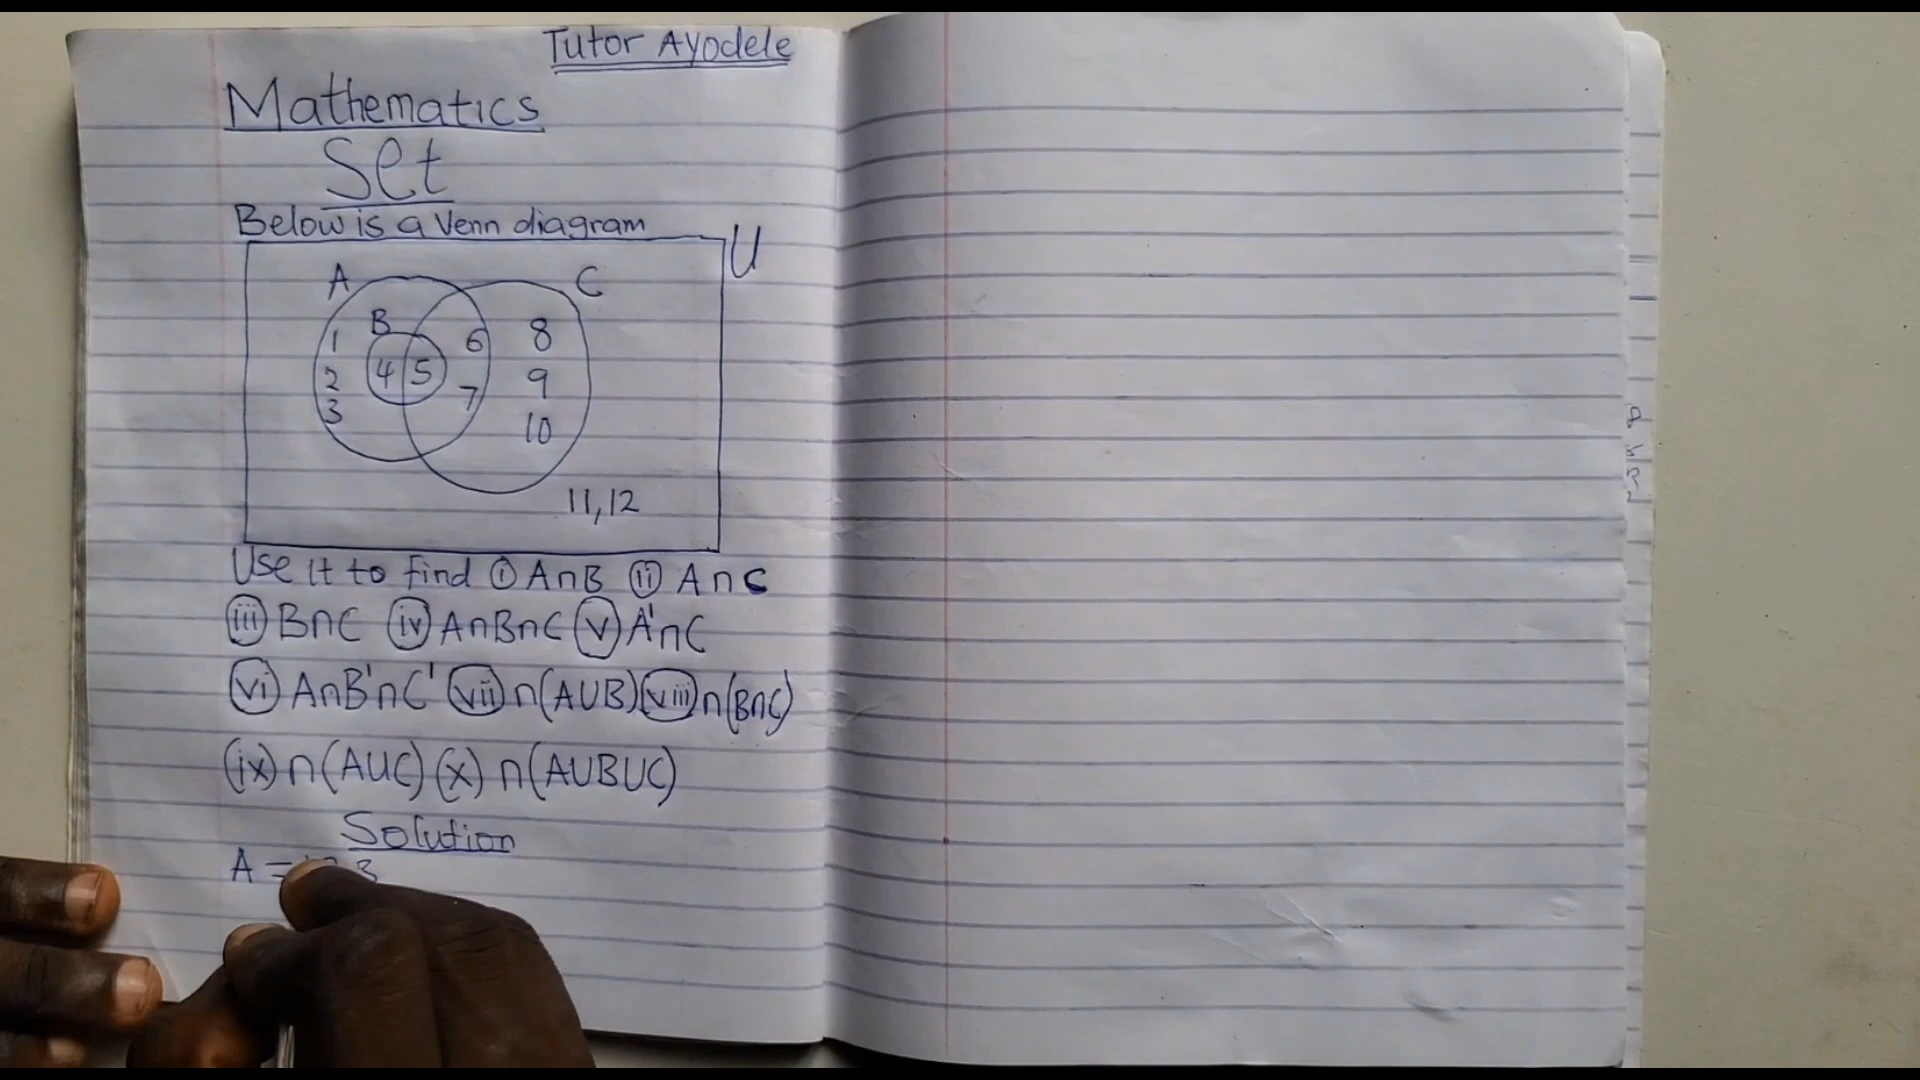 Tutor Ayodele
Mathematics
Set
Below is a Venn diagram
U
A C
B
1 6 8
4 5
2 9
3 7
10
11,12
Use it to find (i) A∩B (ii) A∩C
(iii) B∩C (iv) A∩B∩C (v) A'∩C
(vi) A∩B'∩C' (vii) n(AUB) (viii) n(B∩C)
(ix) n(AUC) (x) n(AUBUC)
Solution
A =